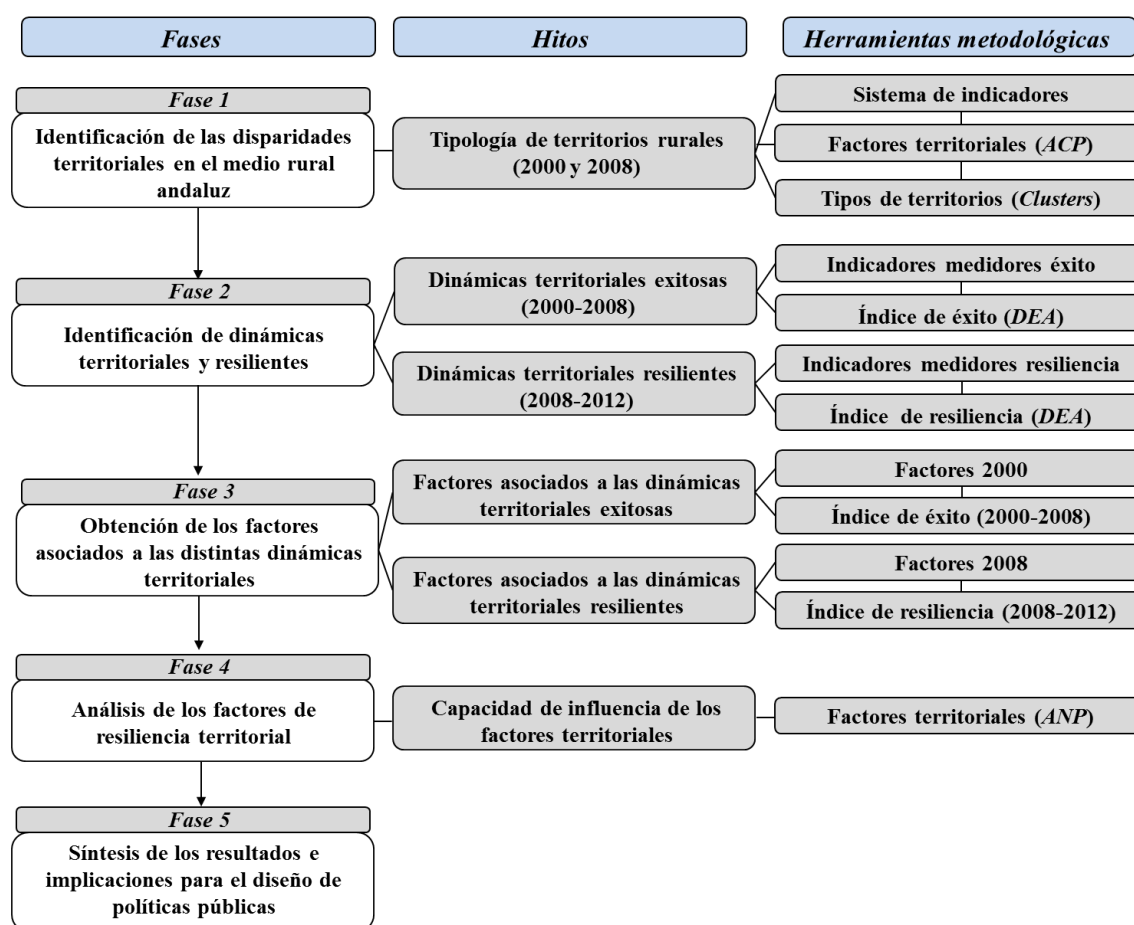 Fases
Hitos
Herramientas metodológicas
Fase 1
Identificación de las disparidades
territoriales en el medio rural
andaluz
Tipología de territorios rurales
(2000 y 2008)
Sistema de indicadores
Factores territoriales (ACP)
Tipos de territorios (Clusters)
Fase 2
Identificación de dinámicas
territoriales y resilientes
Dinámicas territoriales exitosas
(2000-2008)
Indicadores medidores éxito
Índice de éxito (DEA)
Dinámicas territoriales resilientes
(2008-2012)
Indicadores medidores resiliencia
Índice de resiliencia (DEA)
Fase 3
Obtención de los factores
asociados a las distintas dinámicas
territoriales
Factores asociados a las dinámicas
territoriales exitosas
Factores 2000
Índice de éxito (2000-2008)
Factores asociados a las dinámicas
territoriales resilientes
Factores 2008
Índice de resiliencia (2008-2012)
Fase 4
Análisis de los factores de
resiliencia territorial
Capacidad de influencia de los
factores territoriales
Factores territoriales (ANP)
Fase 5
Síntesis de los resultados e
implicaciones para el diseño de
políticas públicas